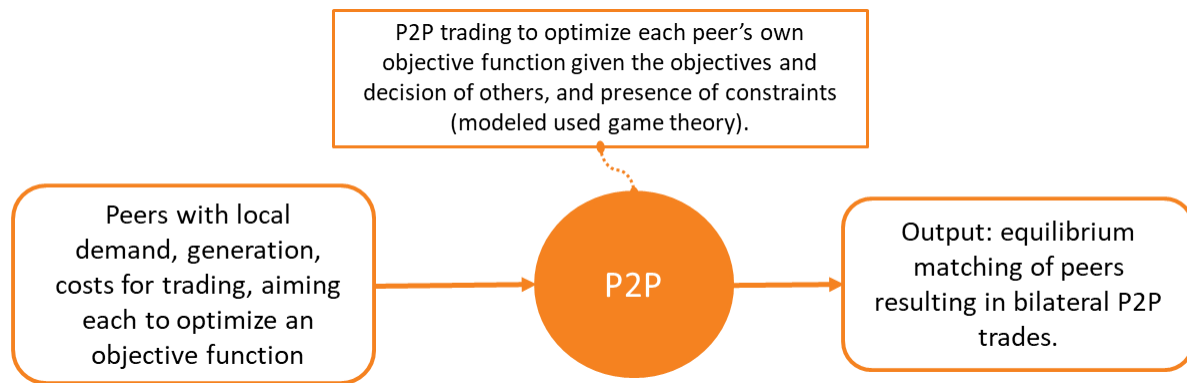 P2P trading to optimize each peer's own
objective function given the objectives and
decision of others, and presence of constraints
(modeled used game theory).
Peers with local
demand, generation,
costs for trading, aiming
each to optimize an
objective function
P2P
Output: equilibrium
matching of peers
resulting in bilateral P2P
trades.